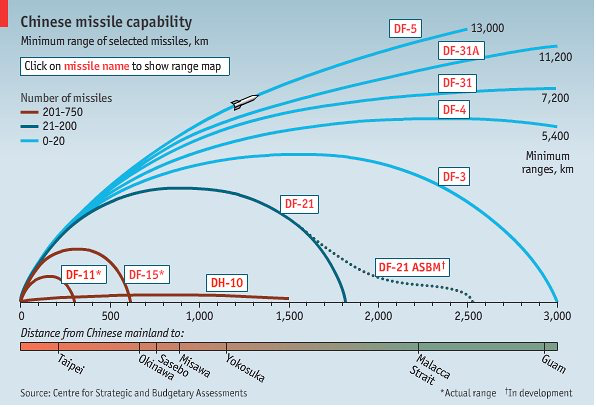 Chinese missile capability
Minimum range of selected missiles, km
Click on missile name to show range map
Number of missiles
201-750
21-200
0-20
DF-5
13,000
DF-31A
11,200
DF-31
7,200
DF-4
5,400
Minimum
ranges, km
DF-3
DF-21
DF-21 ASBM†
DF-11*
DF-15*
DH-10
0
500
1,000
1,500
2,000
2,500
3,000
Distance from Chinese mainland to:
Taipei
Okinawa
Sasebo
Misawa
Yokosuka
Malacca
Strait
Guam
Source: Centre for Strategic and Budgetary Assessments
*Actual range †In development